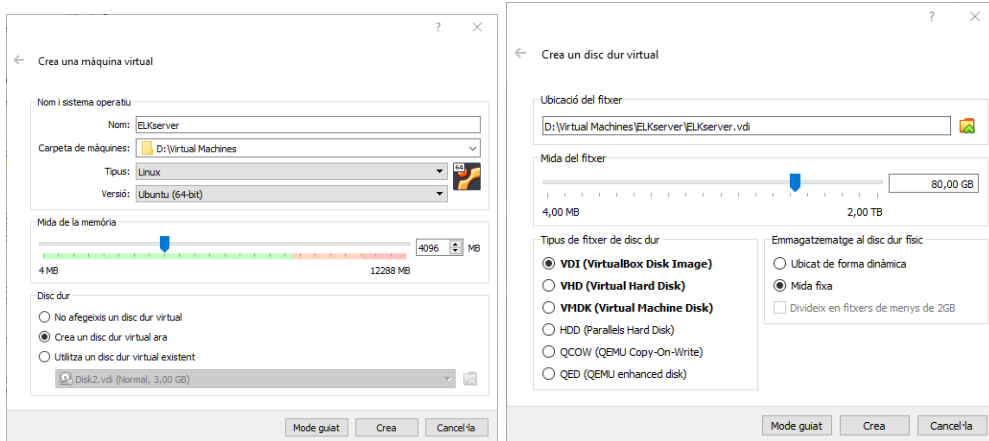 ?
Crea una màquina virtual
Nom i sistema operatiu
Nom: ELKserver
Carpeta de màquines: D:\Virtual Machines
Tipus: Linux
64
Versió: Ubuntu (64-bit)
Mida de la memòria
4096 MB
4 MB 12288 MB
Disc dur
No afegeixis un disc dur virtual
Crea un disc dur virtual ara
Utilitza un disc dur virtual existent
Disk2.vdi (Normal, 3,00 GB)
Mode guiat Crea Cancel·la
?
Crea un disc dur virtual
Ubicació del fitxer
D:\Virtual Machines\ELKserver\ELKserver.vdi
Mida del fitxer
80,00 GB
4,00 MB 2,00 TB
Tipus de fitxer de disc dur
VDI (VirtualBox Disk Image)
VHD (Virtual Hard Disk)
VMDK (Virtual Machine Disk)
HDD (Parallels Hard Disk)
QCOW (QEMU Copy-On-Write)
QED (QEMU enhanced disk)
Emmagatzematge al disc dur físic
Ubicat de forma dinàmica
Mida fixa
Divideix en fitxers de menys de 2GB
Mode guiat Crea Cancel·la